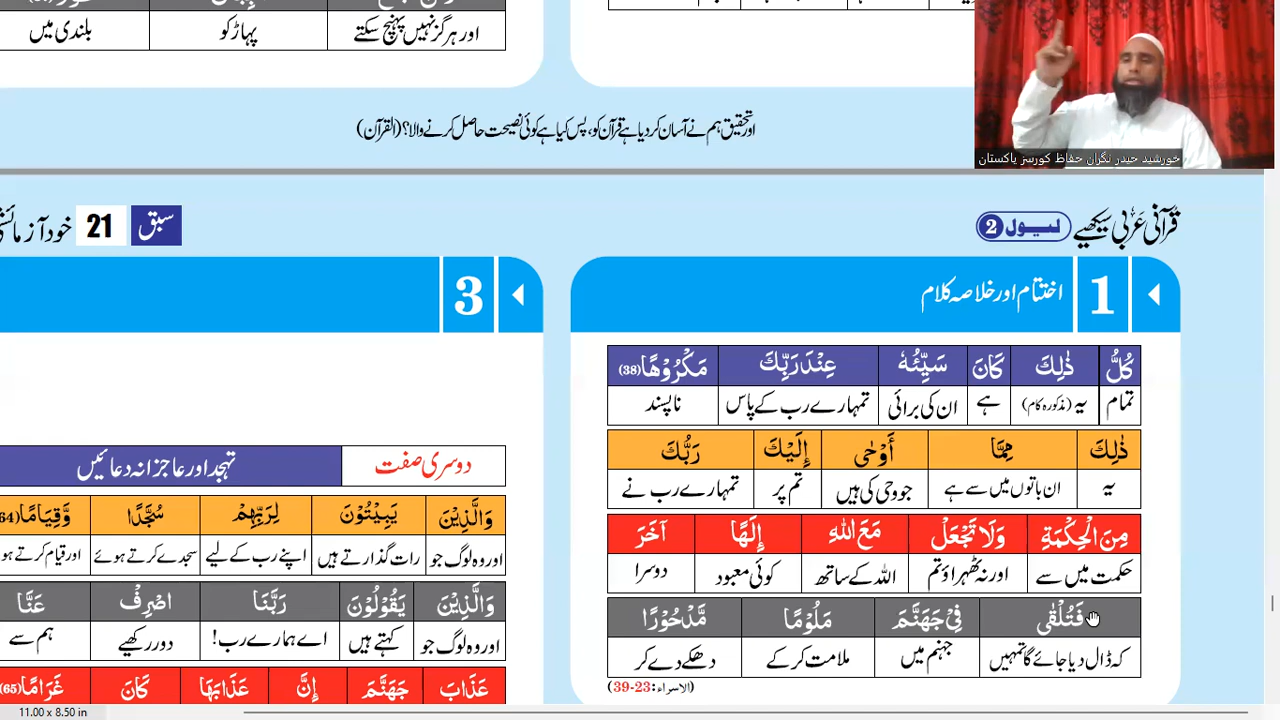 اور ہرگز نہیں پہنچ سکتے پہاڑ کو بلندی میں
اور تحقیق ہم نے آسان کر دیا ہے قرآن کو، پس کیا ہے کوئی نصیحت حاصل کرنے والا؟ (القرآن)
خورشید حیدر نگران حفاظ کورسز پاکستان
قرآنی عَرَبی سیکھیے لیول 2
سبق 21
1 اختتام اور خلاصہ کلام
كُلُّ ذٰلِكَ كَانَ سَيِّئُهٗ عِنْدَ رَبِّكَ مَكْرُوْهًا (38)
تمام یہ (مذکورہ کام) ہے ان کی برائی تمہارے رب کے پاس ناپسند
ذٰلِكَ مِمَّا أَوْحٰى إِلَيْكَ رَبُّكَ
یہ ان باتوں میں سے ہے جو وحی کی ہیں تم پر تمہارے رب نے
مِنَ الْحِكْمَةِ وَلَا تَجْعَلْ مَعَ اللّٰهِ إِلٰهًا آخَرَ
حکمت میں سے اور نہ ٹھہراؤ تم اللہ کے ساتھ کوئی معبود دوسرا
فَتُلْقٰى فِيْ جَهَنَّمَ مَلُوْمًا مَّدْحُوْرًا
کہ ڈال دیا جائے گا تمہیں جہنم میں ملامت کر کے دھکے دے کر
(الاسراء: 23-39)
3
دوسری صفت تہجد اور عاجزانہ دعائیں
وَالَّذِيْنَ يَبِيْتُوْنَ لِرَبِّهِمْ سُجَّدًا وَّقِيَامًا (64
اور وہ لوگ جو رات گذارتے ہیں اپنے رب کے لیے سجدے کرتے ہوئے اور قیام کرتے ہو
وَالَّذِيْنَ يَقُوْلُوْنَ رَبَّنَا اصْرِفْ عَنَّا
اور وہ لوگ جو کہتے ہیں اے ہمارے رب! دور رکھیے ہم سے
عَذَابَ جَهَنَّمَ إِنَّ عَذَابَهَا كَانَ غَرَامًا (65)
11.00 x 8.50 in